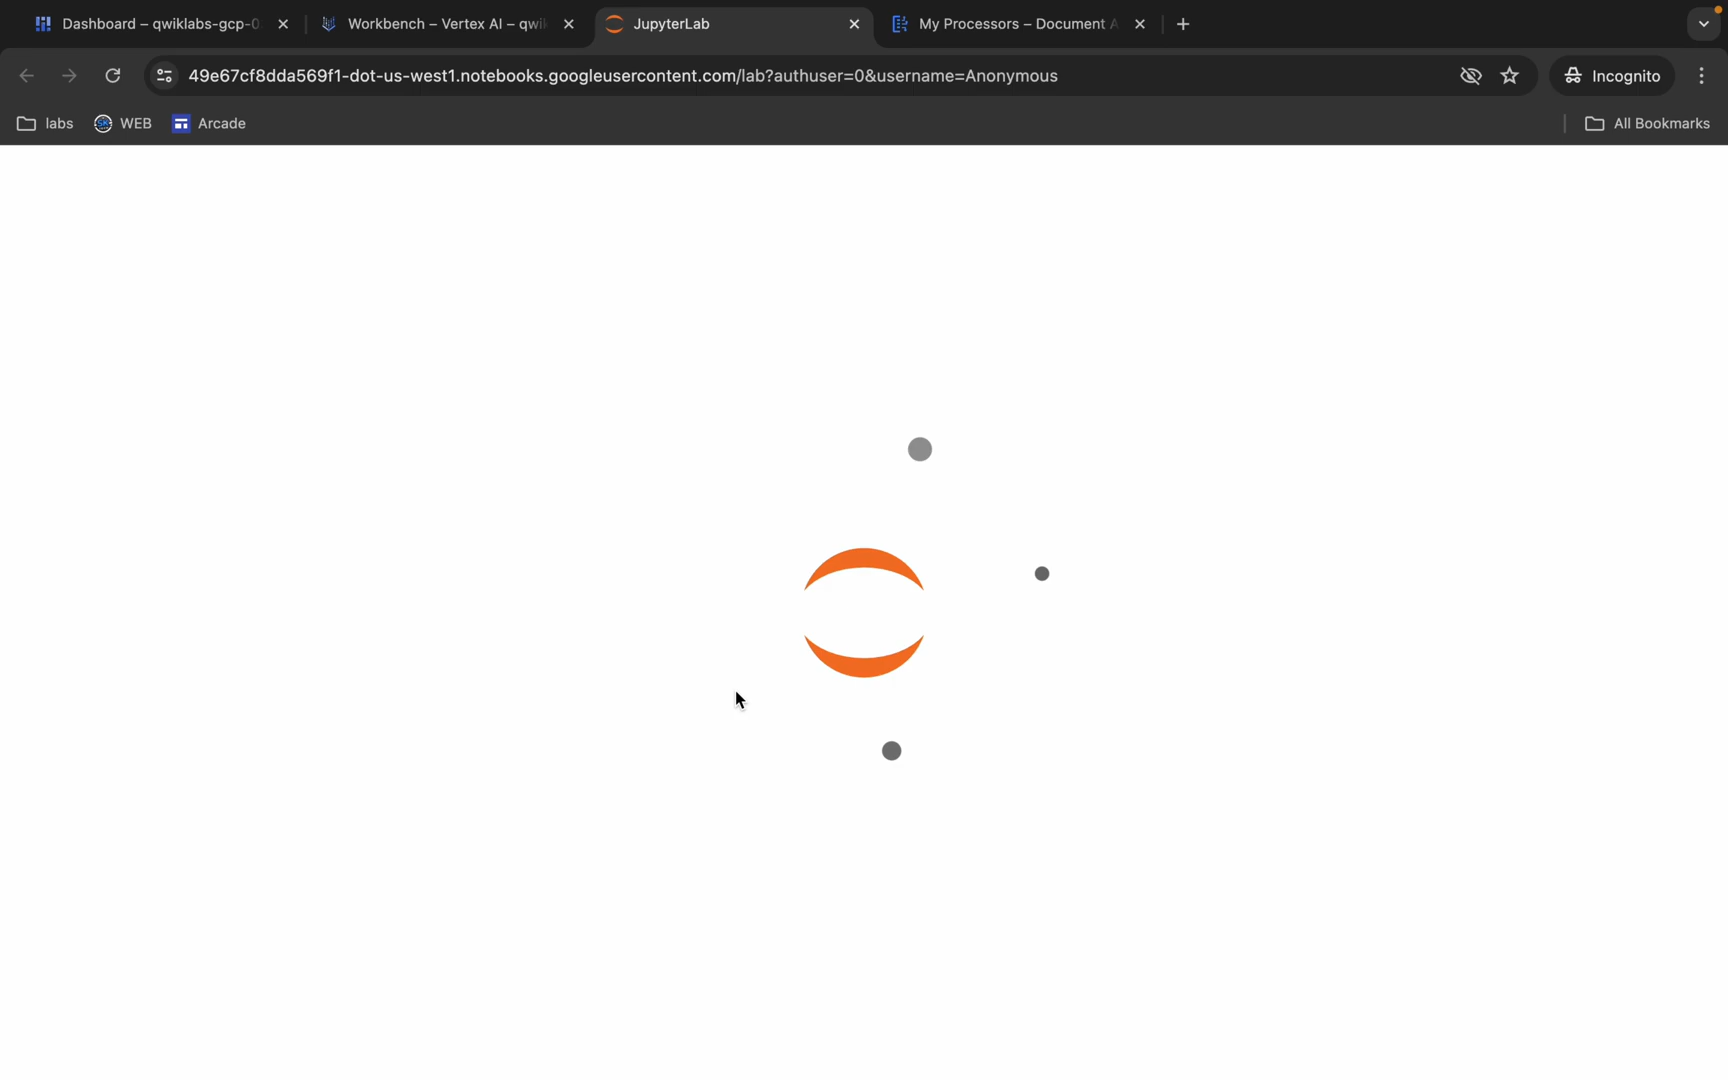 Dashboard – qwiklabs-gcp-0
Workbench – Vertex AI – qwi
JupyterLab
My Processors – Document A
49e67cf8dda569f1-dot-us-west1.notebooks.googleusercontent.com/lab?authuser=0&username=Anonymous
Incognito
labs
WEB
Arcade
All Bookmarks